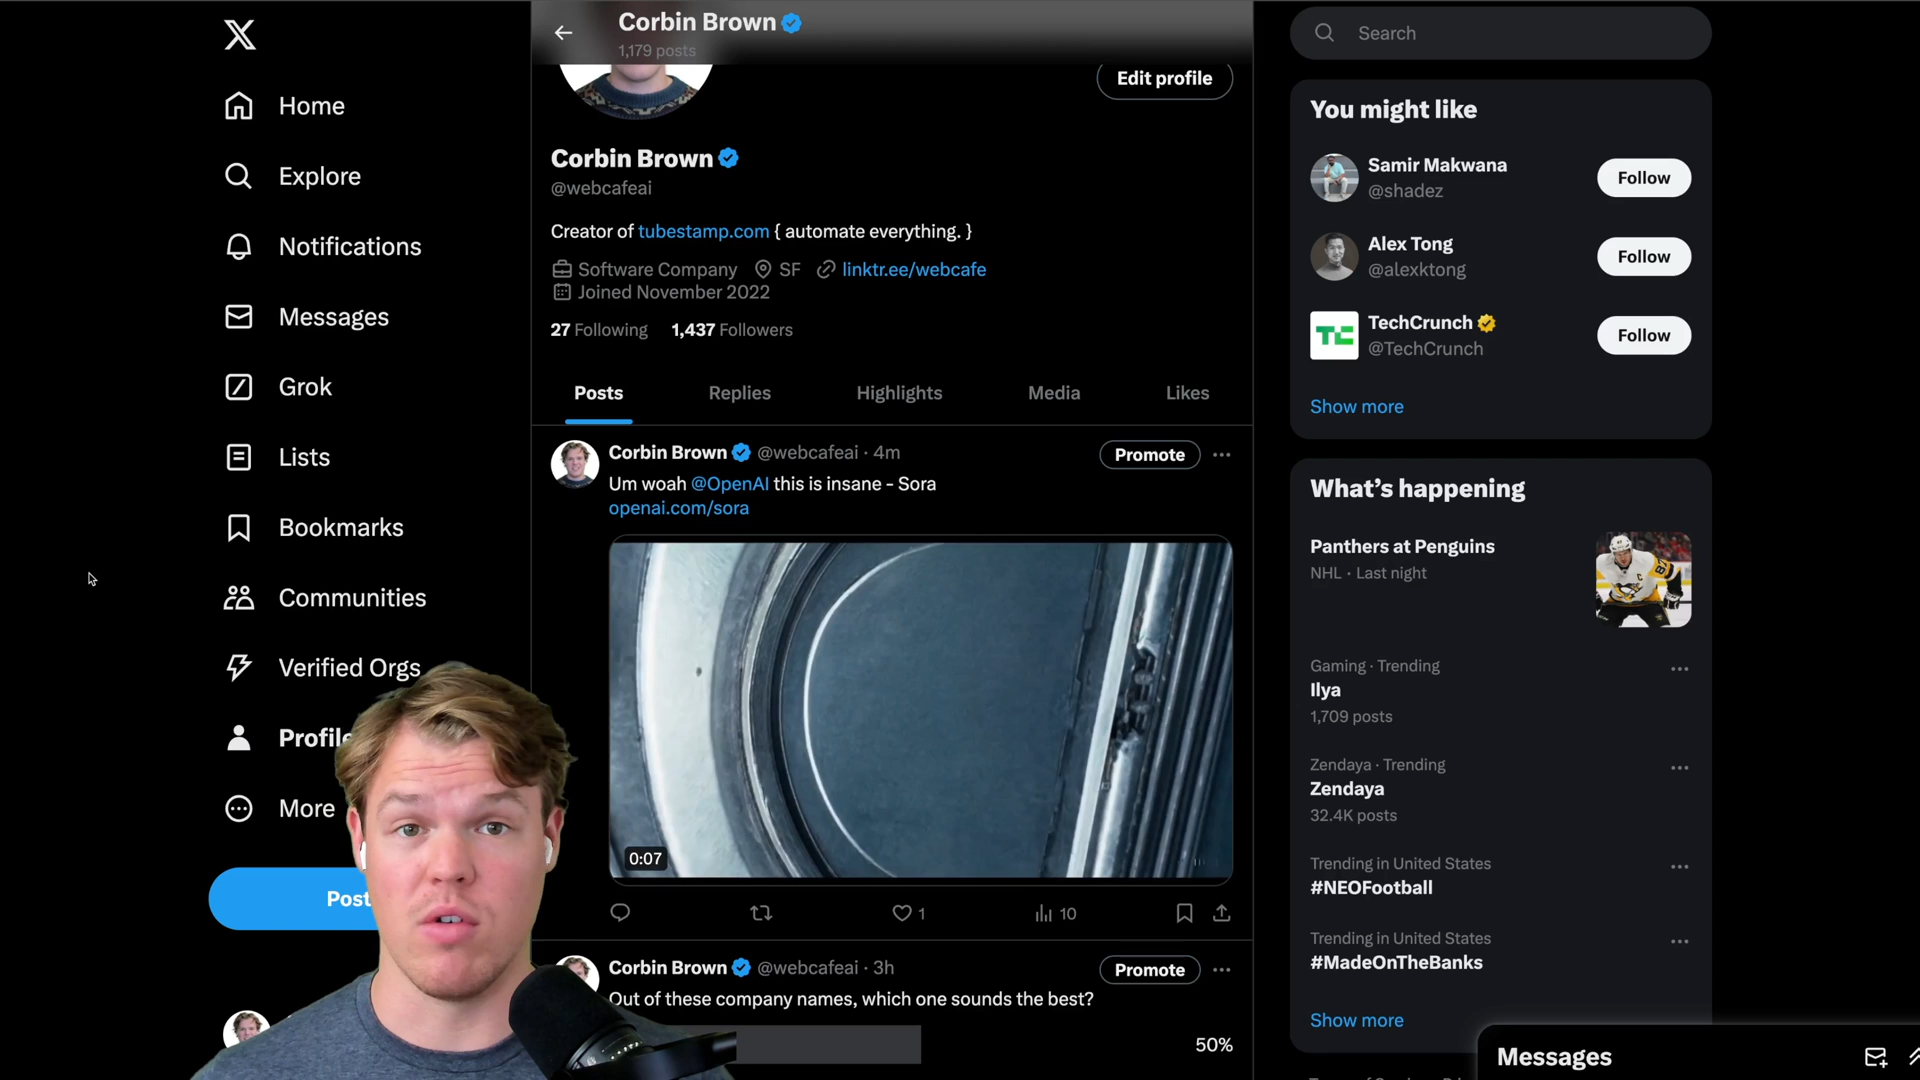 Home
Explore
Notifications
Messages
Grok
Lists
Bookmarks
Communities
Verified Orgs
Profile
More
Post
Corbin Brown
1,179 posts
Edit profile
Corbin Brown
@webcafeai
Creator of tubestamp.com { automate everything. }
Software Company SF linktr.ee/webcafe
Joined November 2022
27 Following 1,437 Followers
Posts Replies Highlights Media Likes
Corbin Brown @webcafeai · 4m
Promote
Um woah @OpenAI this is insane - Sora
openai.com/sora
0:07
1 10
Corbin Brown @webcafeai · 3h
Promote
Out of these company names, which one sounds the best?
50%
Search
You might like
Samir Makwana
@shadez
Follow
Alex Tong
@alexktong
Follow
TC
TechCrunch
@TechCrunch
Follow
Show more
What's happening
Panthers at Penguins
NHL · Last night
Gaming · Trending
Ilya
1,709 posts
Zendaya · Trending
Zendaya
32.4K posts
Trending in United States
#NEOFootball
Trending in United States
#MadeOnTheBanks
Show more
Messages